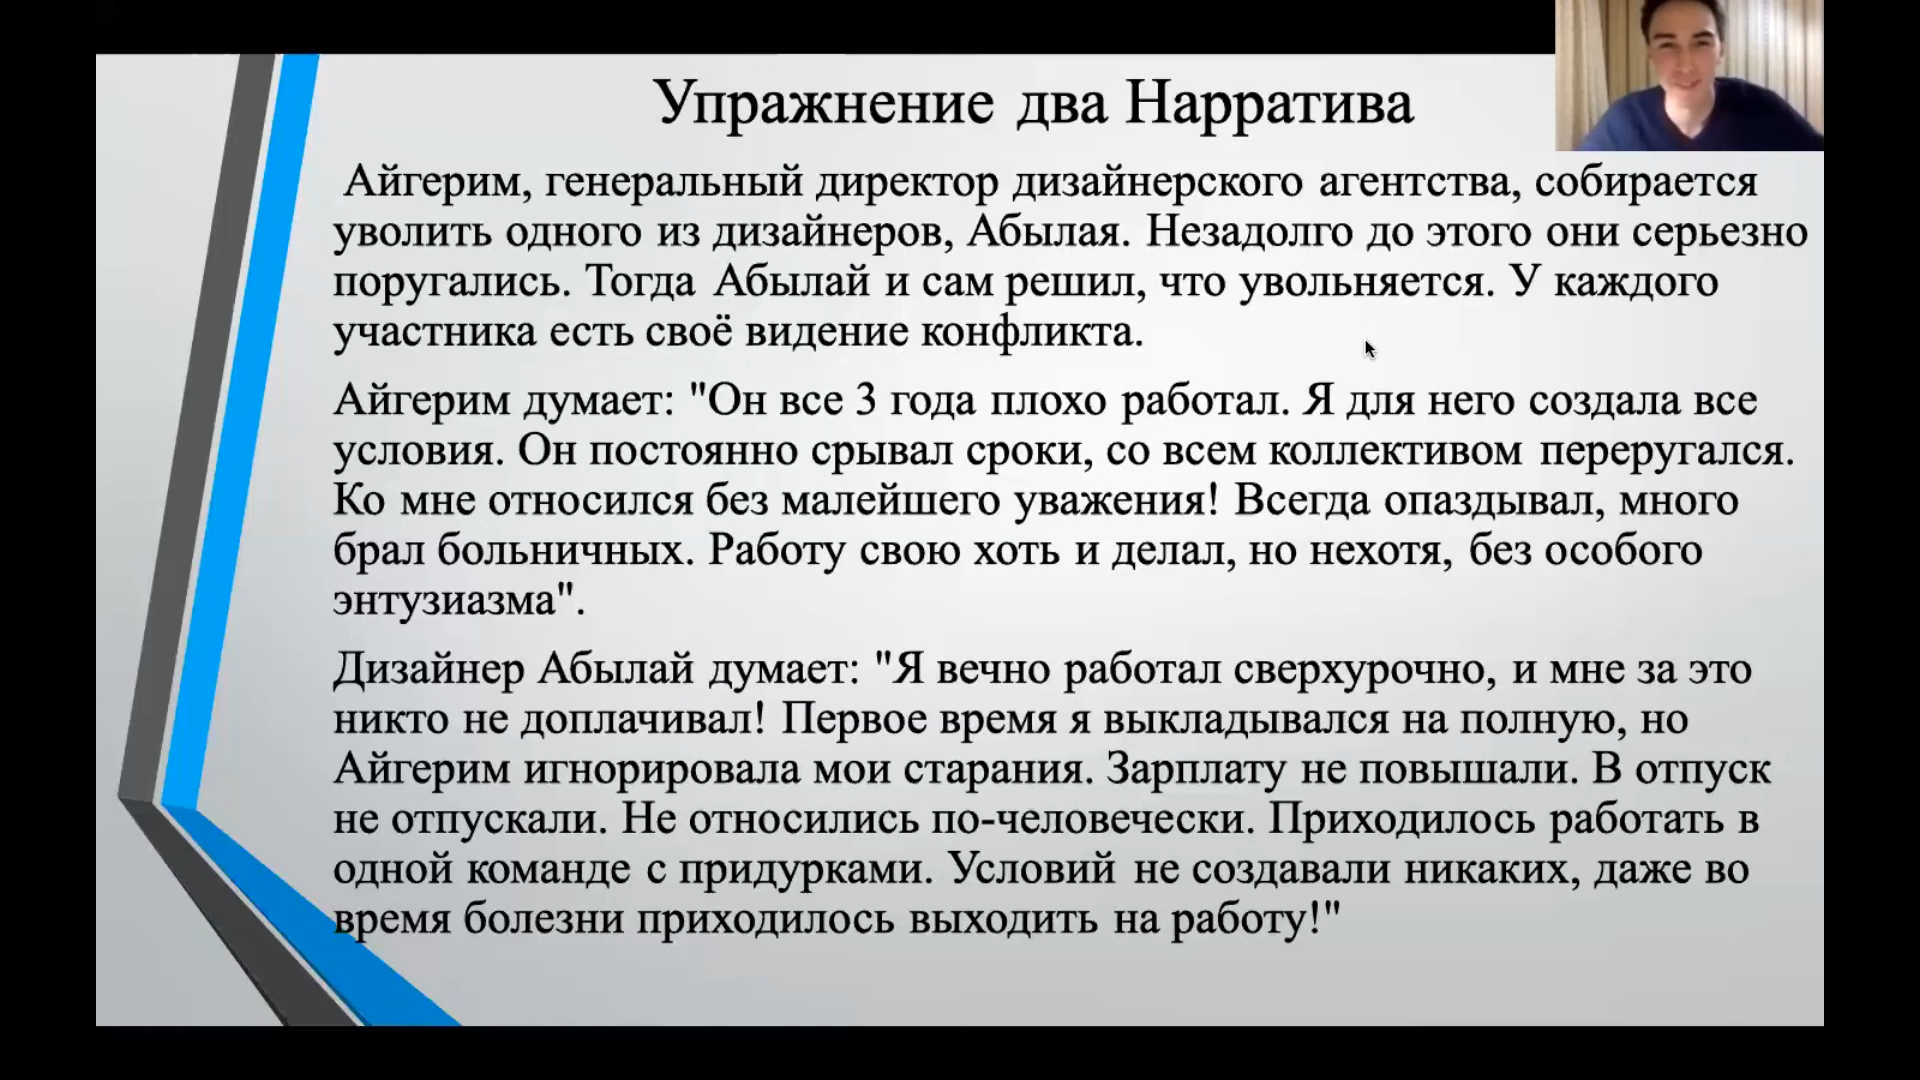 Упражнение два Нарратива
Айгерим, генеральный директор дизайнерского агентства, собирается
уволить одного из дизайнеров, Абылая. Незадолго до этого они серьезно
поругались. Тогда Абылай и сам решил, что увольняется. У каждого
участника есть своё видение конфликта.
Айгерим думает: "Он все 3 года плохо работал. Я для него создала все
условия. Он постоянно срывал сроки, со всем коллективом переругался.
Ко мне относился без малейшего уважения! Всегда опаздывал, много
брал больничных. Работу свою хоть и делал, но нехотя, без особого
энтузиазма".
Дизайнер Абылай думает: "Я вечно работал сверхурочно, и мне за это
никто не доплачивал! Первое время я выкладывался на полную, но
Айгерим игнорировала мои старания. Зарплату не повышали. В отпуск
не отпускали. Не относились по-человечески. Приходилось работать в
одной команде с придурками. Условий не создавали никаких, даже во
время болезни приходилось выходить на работу!"